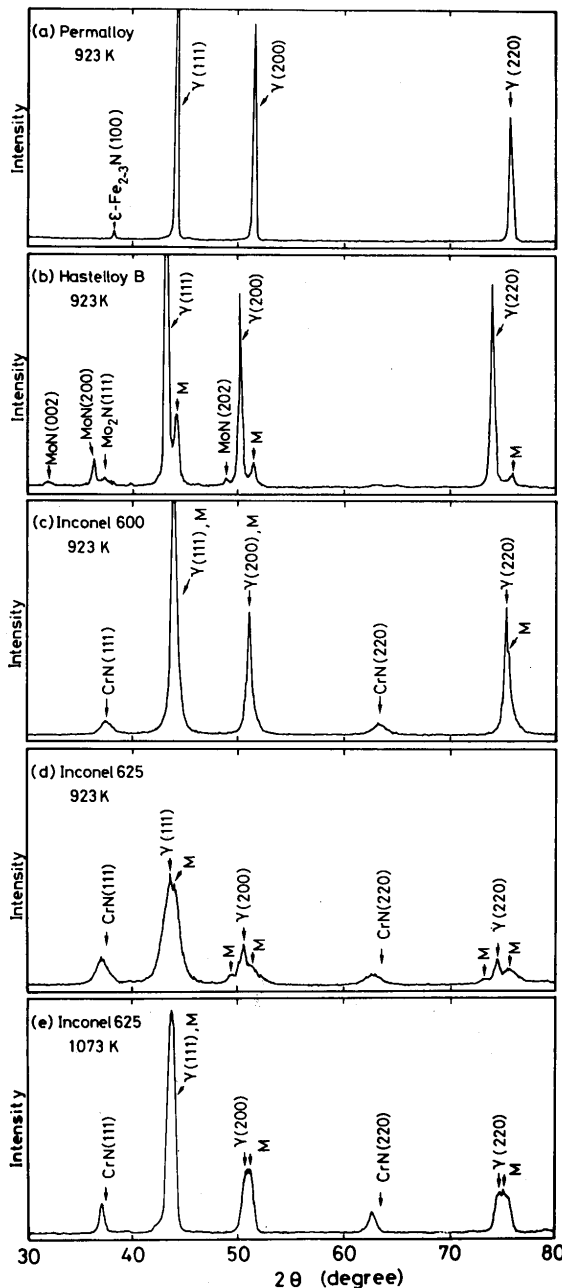 (a) Permalloy
923 K
ε-Fe2-3N (100)
γ(111)
γ(200)
γ(220)
Intensity
(b) Hastelloy B
923 K
MoN(002)
MoN(200)
Mo2N(111)
γ(111)
M
MoN(202)
γ(200)
M
γ(220)
M
Intensity
(c) Inconel 600
923 K
CrN(111)
γ(111), M
γ(200), M
CrN(220)
γ(220)
M
Intensity
(d) Inconel 625
923 K
CrN(111)
γ(111)
M
M
γ(200)
M
CrN(220)
M
γ(220)
M
Intensity
(e) Inconel 625
1073 K
CrN(111)
γ(111), M
γ(200)
M
CrN(220)
γ(220)
M
Intensity
30 40 50 60 70 80
2θ (degree)